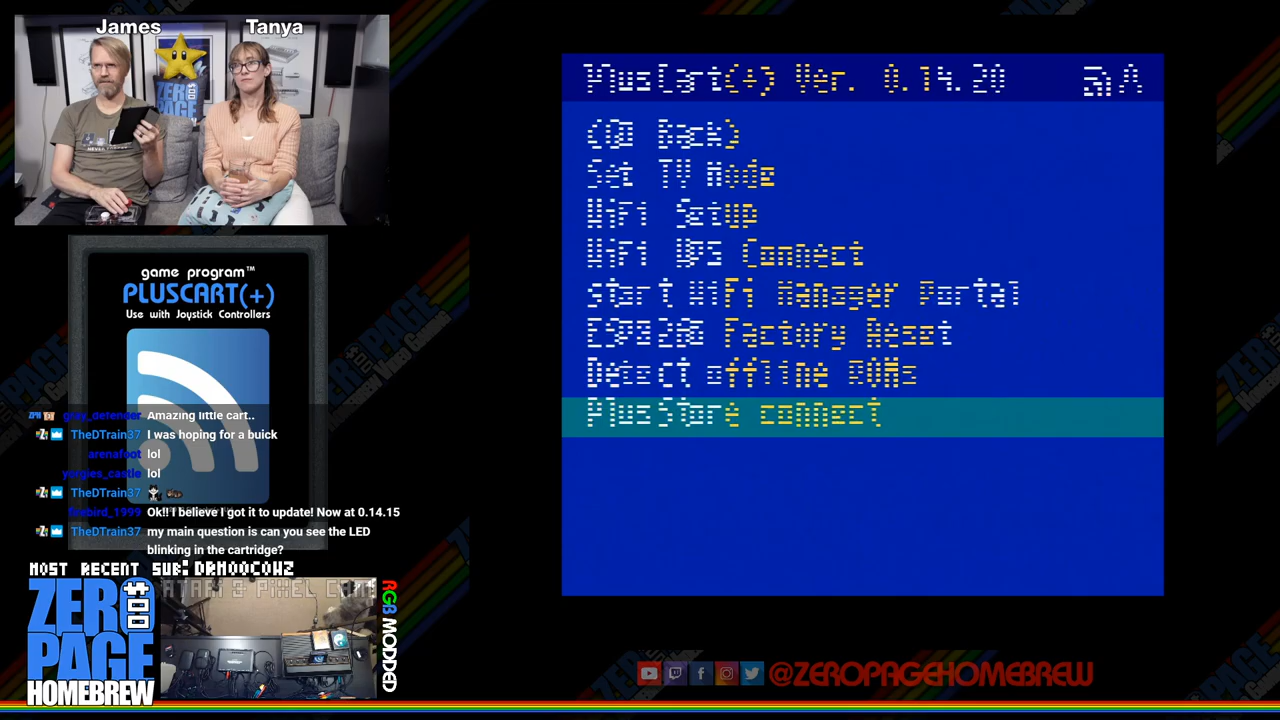 James
Tanya
PlusCart(+) Ver. 0.14.20
(Go Back)
Set TV Mode
WiFi Setup
WiFi WPS Connect
start WiFi Manager Portal
ESP8266 Factory Reset
Detect offline ROMs
PlusStore connect
game program™
PLUSCART(+)
Use with Joystick Controllers
gray_defender Amazing little cart..
TheDTrain37 I was hoping for a buick
arenafoot lol
yorgies_castle lol
TheDTrain37
firebird_1999 Ok!! I believe I got it to update! Now at 0.14.15
TheDTrain37 my main question is can you see the LED
blinking in the cartridge?
MOST RECENT SUB: DRMOOCOWZ
ZERO
PAGE
HOMEBREW
RGB MODDED
@ZEROPAGEHOMEBREW